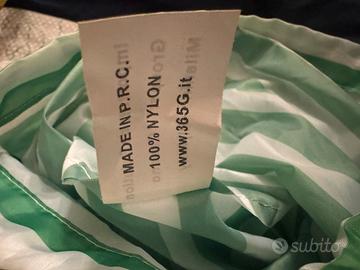 MADE IN P.R.C.
100% NYLON
www.365G.it
subito